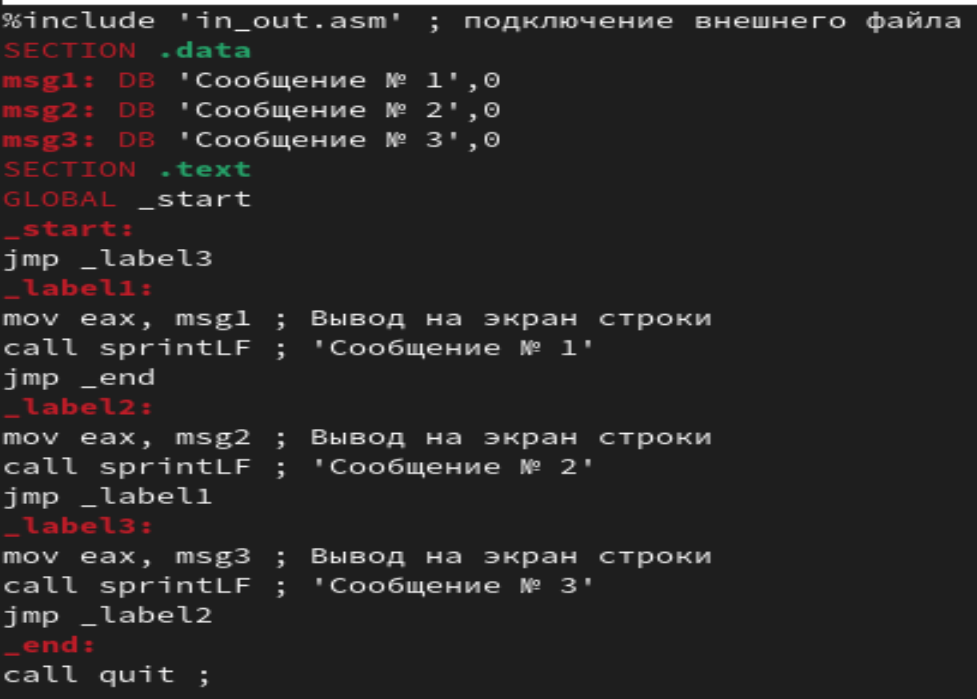 %include 'in_out.asm' ; подключение внешнего файла
SECTION .data
msg1: DB 'Сообщение № 1',0
msg2: DB 'Сообщение № 2',0
msg3: DB 'Сообщение № 3',0
SECTION .text
GLOBAL _start
_start:
jmp _label3
_label1:
mov eax, msg1 ; Вывод на экран строки
call sprintLF ; 'Сообщение № 1'
jmp _end
_label2:
mov eax, msg2 ; Вывод на экран строки
call sprintLF ; 'Сообщение № 2'
jmp _label1
_label3:
mov eax, msg3 ; Вывод на экран строки
call sprintLF ; 'Сообщение № 3'
jmp _label2
_end:
call quit ;